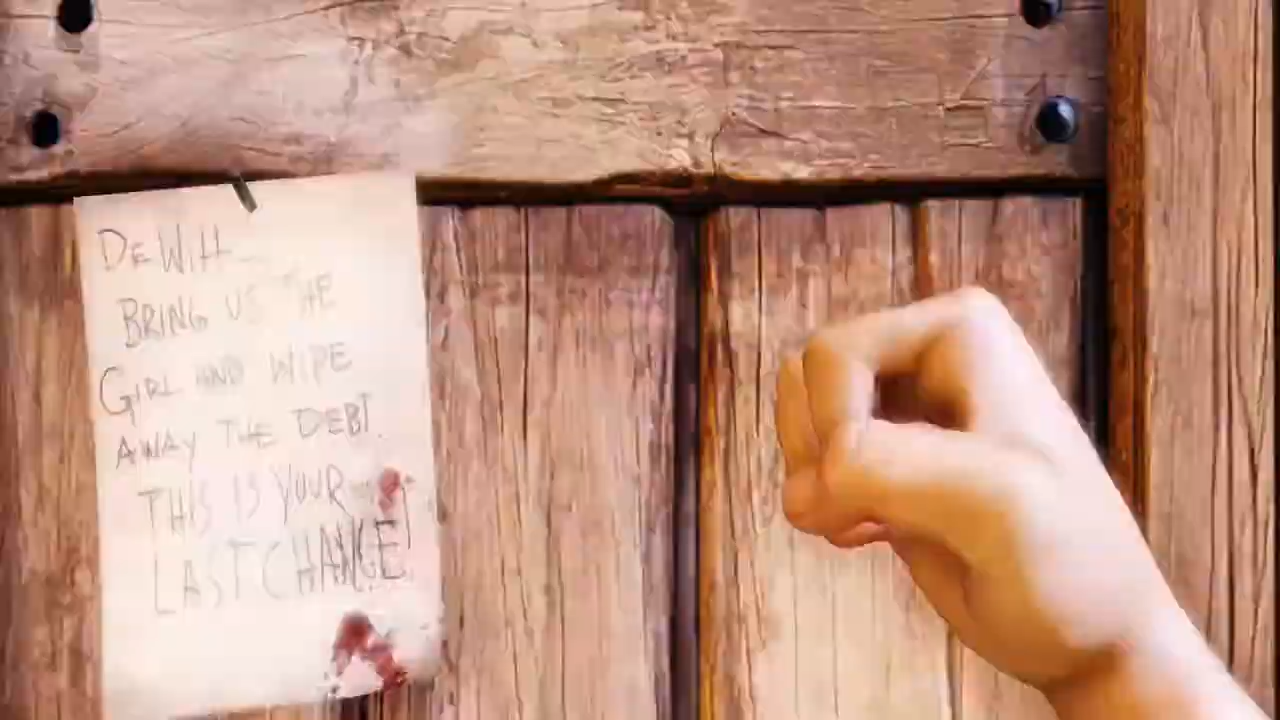 DEWITT—
BRING US THE
GIRL AND WIPE
AWAY THE DEBT.
THIS IS YOUR
LAST CHANCE!